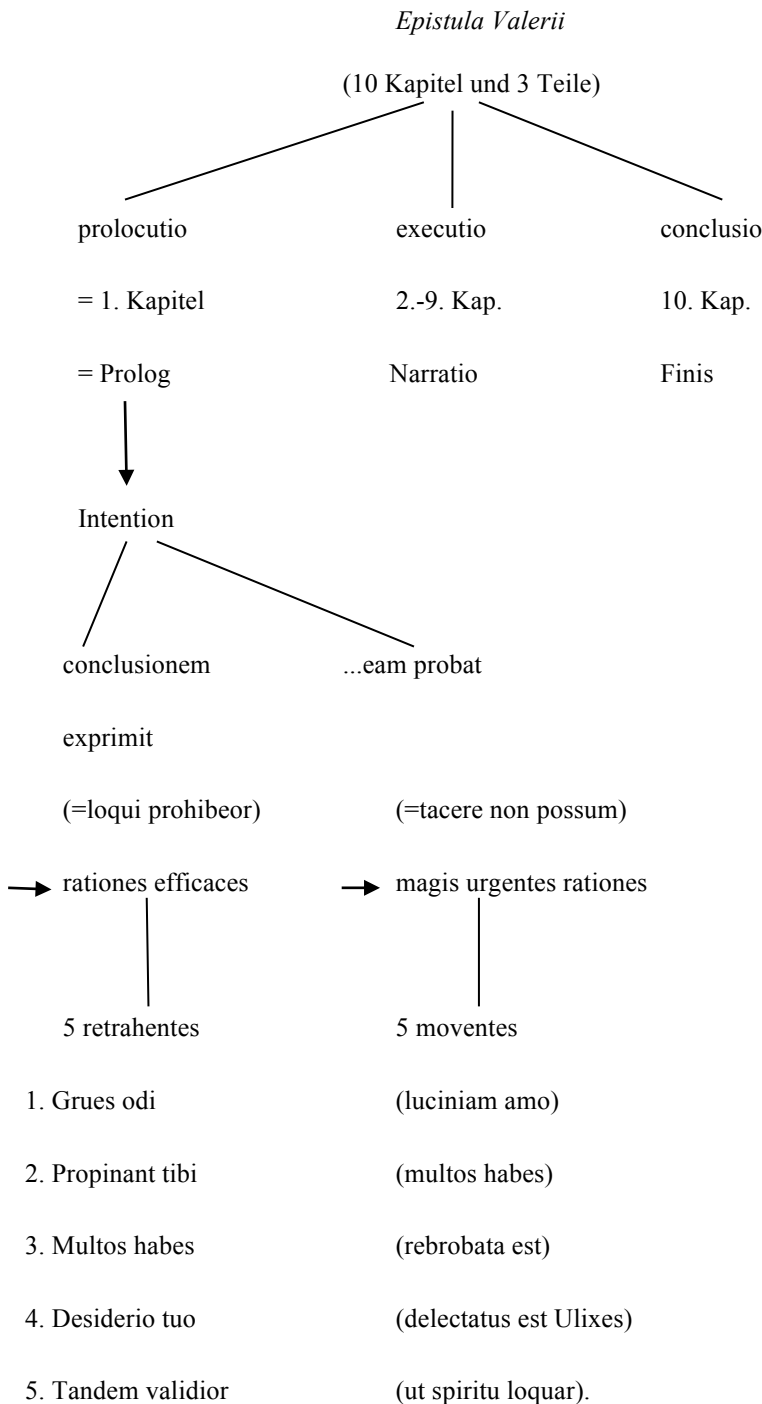 Epistula Valerii
(10 Kapitel und 3 Teile)
prolocutio executio conclusio
= 1. Kapitel 2.-9. Kap. 10. Kap.
= Prolog Narratio Finis
Intention
conclusionem ...eam probat
exprimit
(=loqui prohibeor) (=tacere non possum)
rationes efficaces magis urgentes rationes
5 retrahentes 5 moventes
1. Grues odi (luciniam amo)
2. Propinant tibi (multos habes)
3. Multos habes (rebrobata est)
4. Desiderio tuo (delectatus est Ulixes)
5. Tandem validior (ut spiritu loquar).